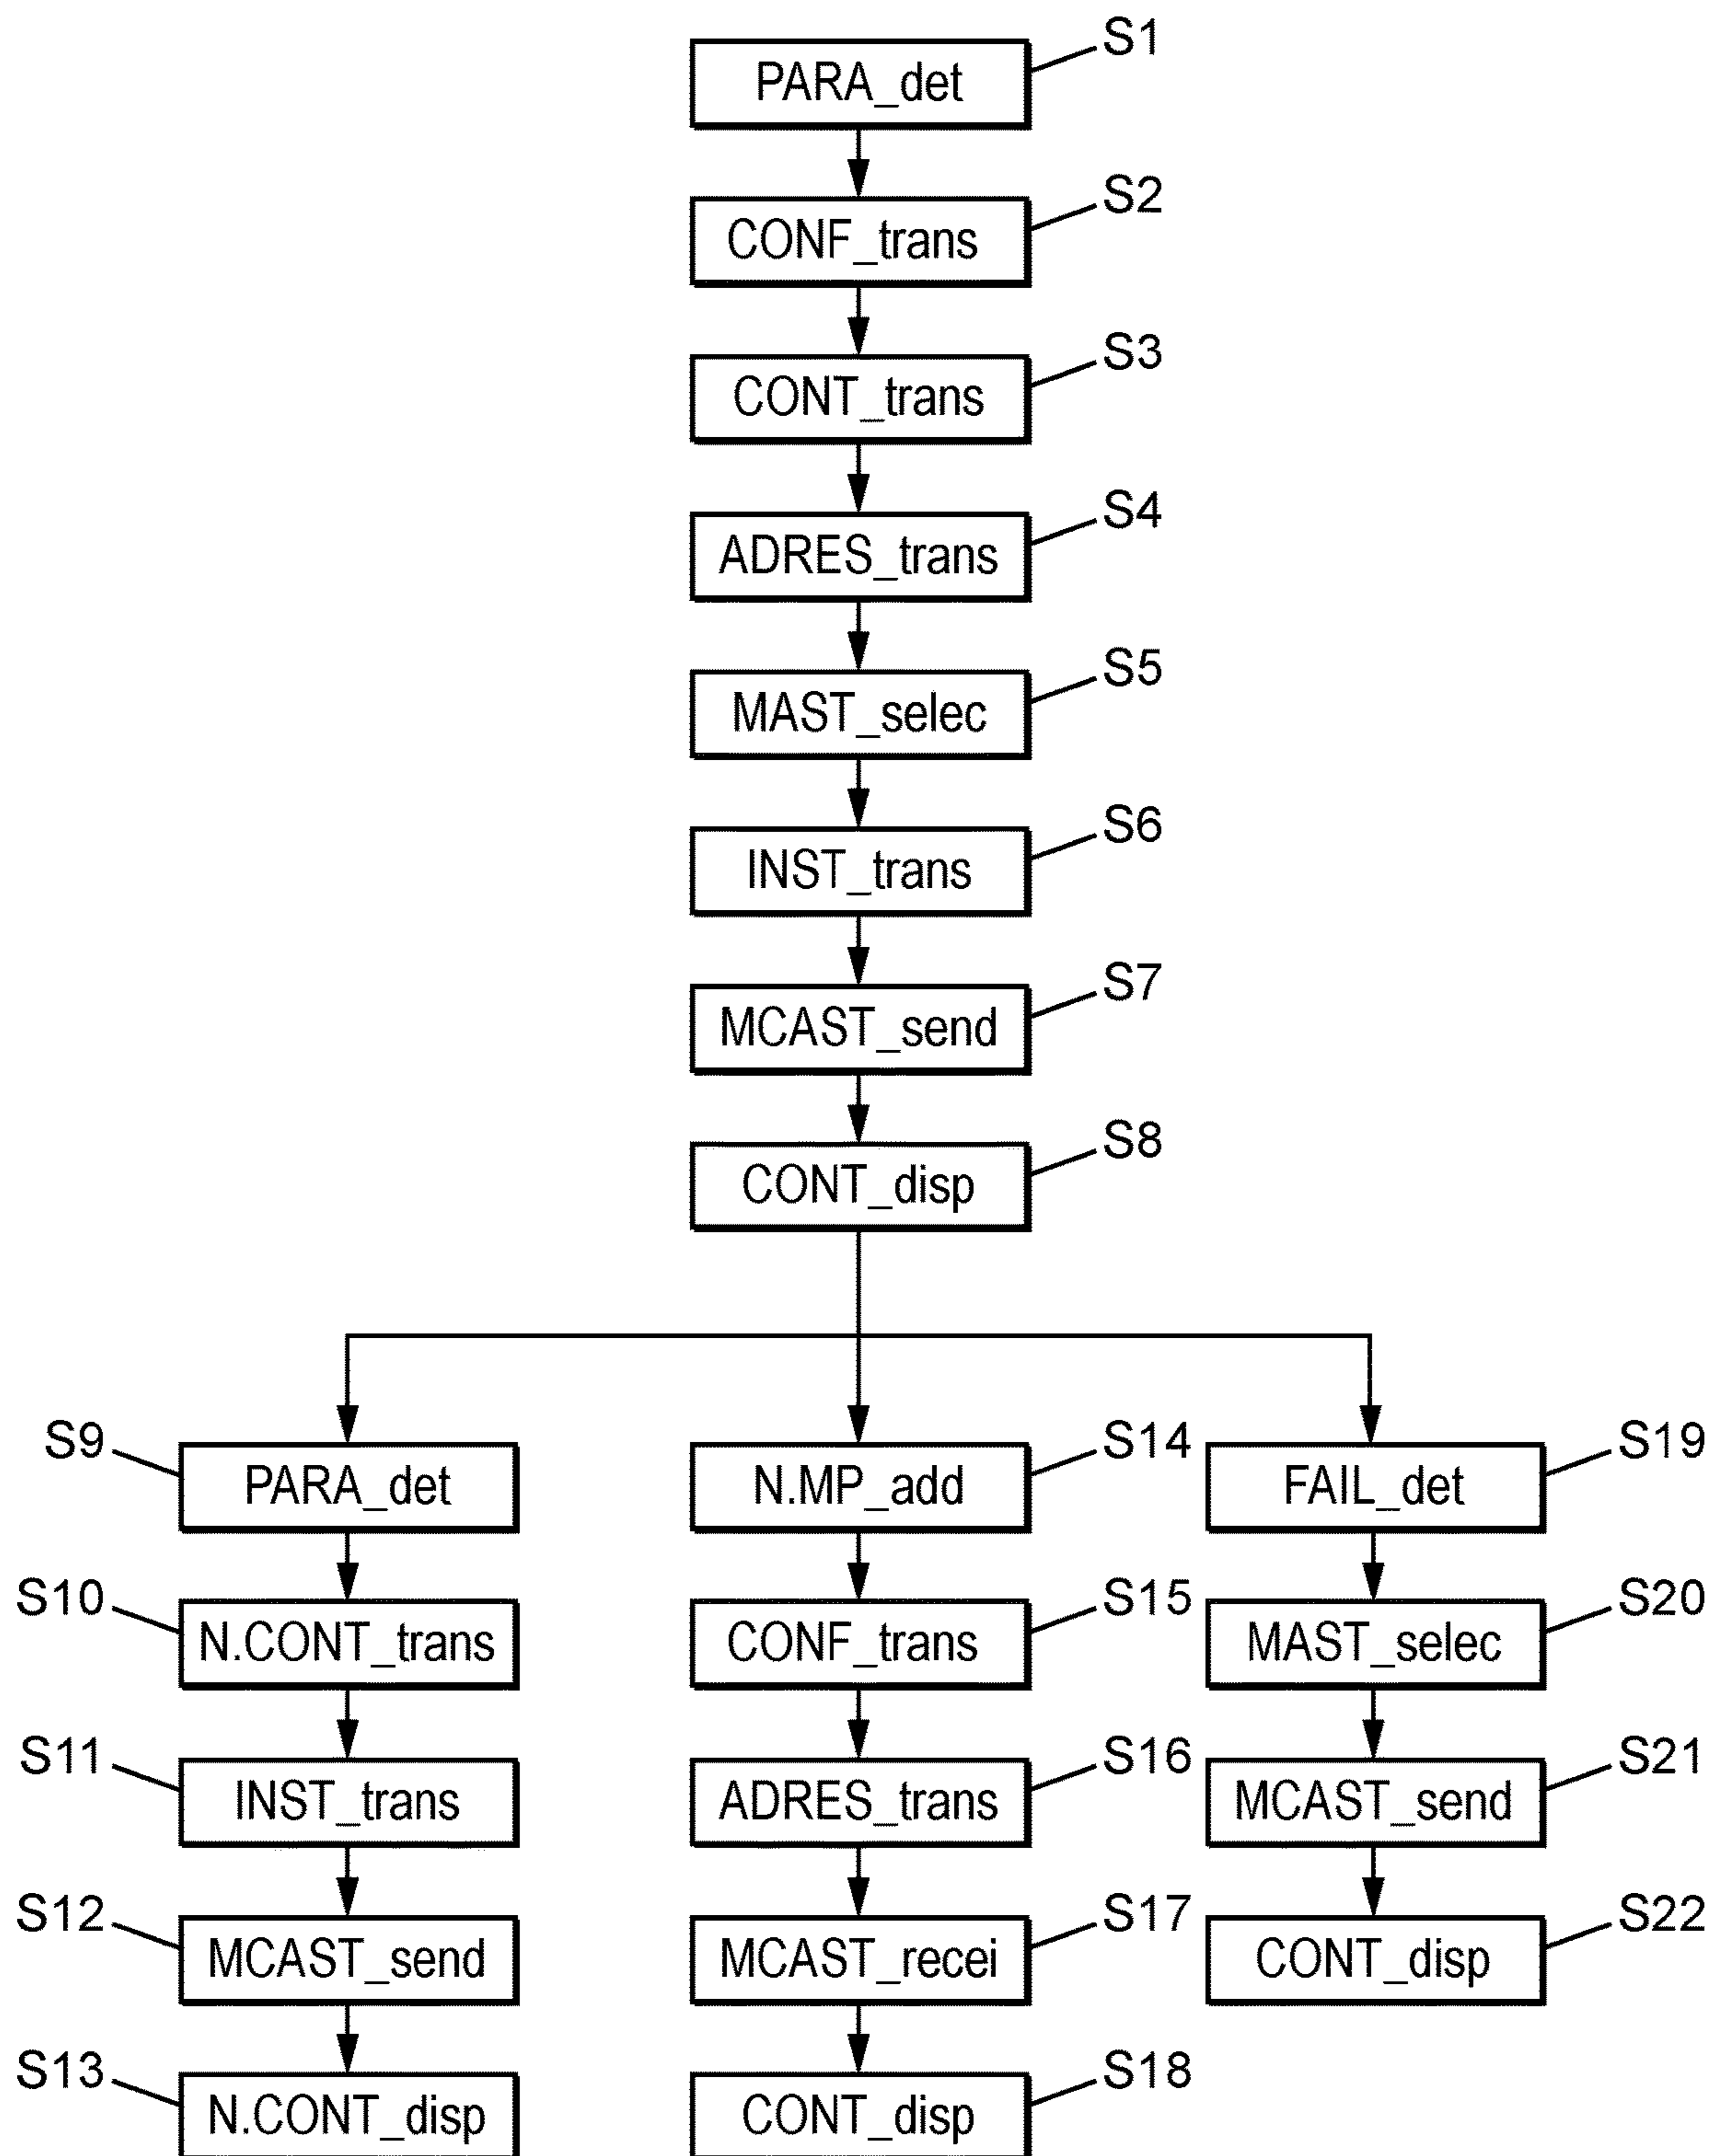 PARA_det S1
CONF_trans S2
CONT_trans S3
ADRES_trans S4
MAST_selec S5
INST_trans S6
MCAST_send S7
CONT_disp S8
S9 PARA_det
N.MP_add S14
FAIL_det S19
S10 N.CONT_trans
CONF_trans S15
MAST_selec S20
S11 INST_trans
ADRES_trans S16
MCAST_send S21
S12 MCAST_send
MCAST_recei S17
CONT_disp S22
S13 N.CONT_disp
CONT_disp S18